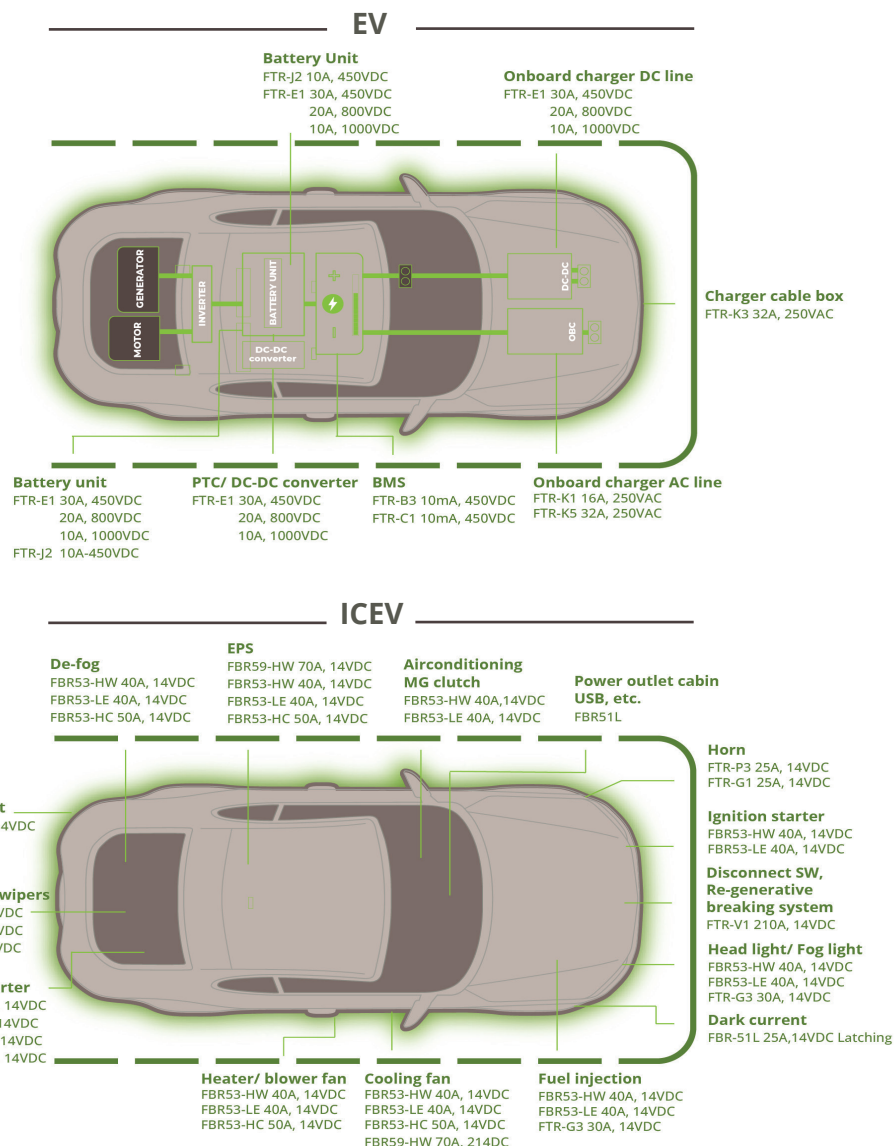 EV
Battery Unit
FTR-J2 10A, 450VDC
FTR-E1 30A, 450VDC
20A, 800VDC
10A, 1000VDC
Onboard charger DC line
FTR-E1 30A, 450VDC
20A, 800VDC
10A, 1000VDC
GENERATOR
MOTOR
INVERTER
BATTERY UNIT
DC-DC
converter
+
−
DC-DC
OBC
Charger cable box
FTR-K3 32A, 250VAC
Battery unit
FTR-E1 30A, 450VDC
20A, 800VDC
10A, 1000VDC
FTR-J2 10A-450VDC
PTC/ DC-DC converter
FTR-E1 30A, 450VDC
20A, 800VDC
10A, 1000VDC
BMS
FTR-B3 10mA, 450VDC
FTR-C1 10mA, 450VDC
Onboard charger AC line
FTR-K1 16A, 250VAC
FTR-K5 32A, 250VAC
ICEV
De-fog
FBR53-HW 40A, 14VDC
FBR53-LE 40A, 14VDC
FBR53-HC 50A, 14VDC
EPS
FBR59-HW 70A, 14VDC
FBR53-HW 40A, 14VDC
FBR53-LE 40A, 14VDC
FBR53-HC 50A, 14VDC
Airconditioning
MG clutch
FBR53-HW 40A,14VDC
FBR53-LE 40A, 14VDC
Power outlet cabin
USB, etc.
FBR51L
Horn
FTR-P3 25A, 14VDC
FTR-G1 25A, 14VDC
Ignition starter
FBR53-HW 40A, 14VDC
FBR53-LE 40A, 14VDC
Disconnect SW,
Re-generative
breaking system
FTR-V1 210A, 14VDC
Head light/ Fog light
FBR53-HW 40A, 14VDC
FBR53-LE 40A, 14VDC
FTR-G3 30A, 14VDC
Dark current
FBR-51L 25A,14VDC Latching
t
4VDC
wipers
VDC
VDC
VDC
rter
14VDC
14VDC
14VDC
14VDC
Heater/ blower fan
FBR53-HW 40A, 14VDC
FBR53-LE 40A, 14VDC
FBR53-HC 50A, 14VDC
Cooling fan
FBR53-HW 40A, 14VDC
FBR53-LE 40A, 14VDC
FBR53-HC 50A, 14VDC
FBR59-HW 70A, 214DC
Fuel injection
FBR53-HW 40A, 14VDC
FBR53-LE 40A, 14VDC
FTR-G3 30A, 14VDC